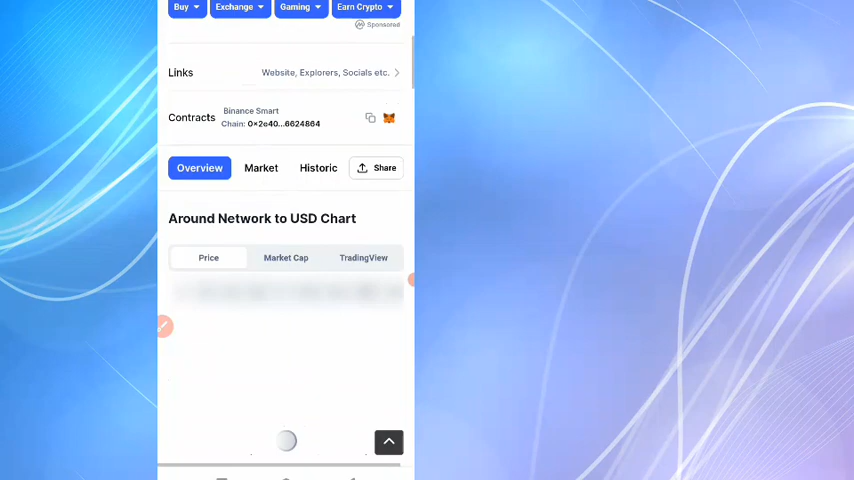 Buy Exchange Gaming Earn Crypto
Sponsored
Links Website, Explorers, Socials etc.
Contracts Binance Smart
Chain: 0x2e40...6624864
Overview Market Historic Share
Around Network to USD Chart
Price Market Cap TradingView